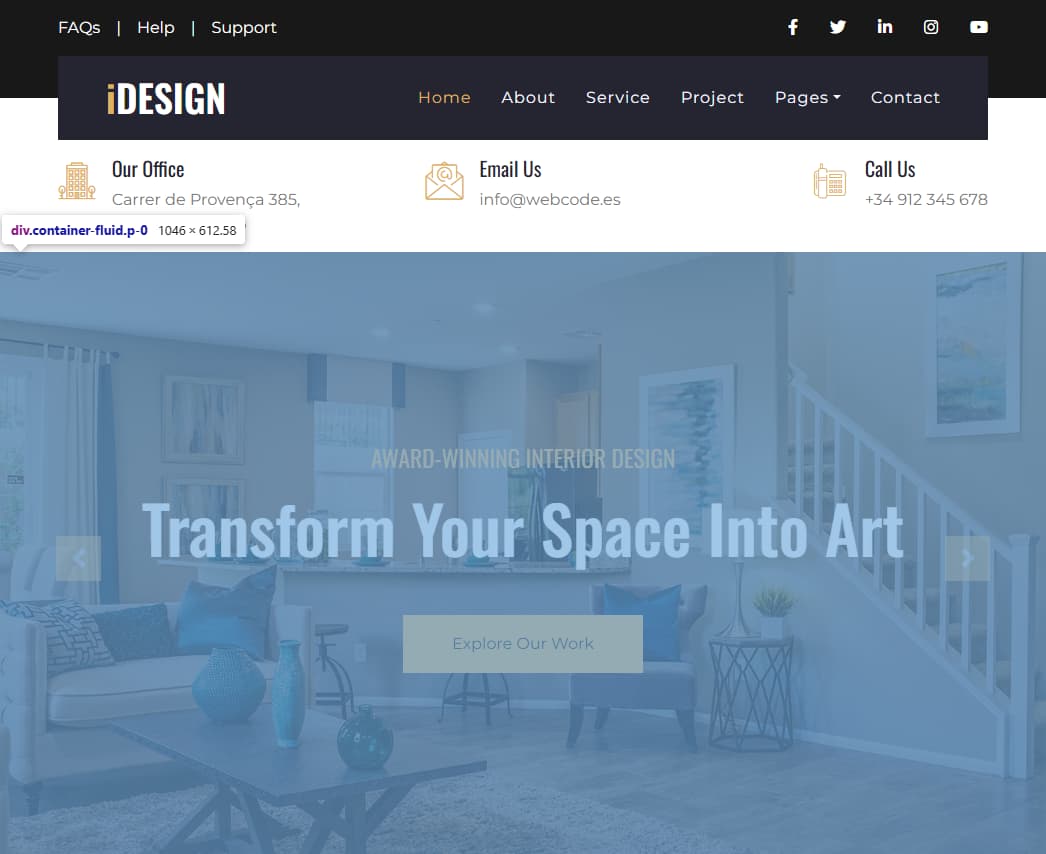 FAQs | Help | Support
iDESIGN
Home About Service Project Pages Contact
Our Office
Carrer de Provença 385,
Email Us
info@webcode.es
Call Us
+34 912 345 678
div.container-fluid.p-0 1046 × 612.58
AWARD-WINNING INTERIOR DESIGN
Transform Your Space Into Art
Explore Our Work